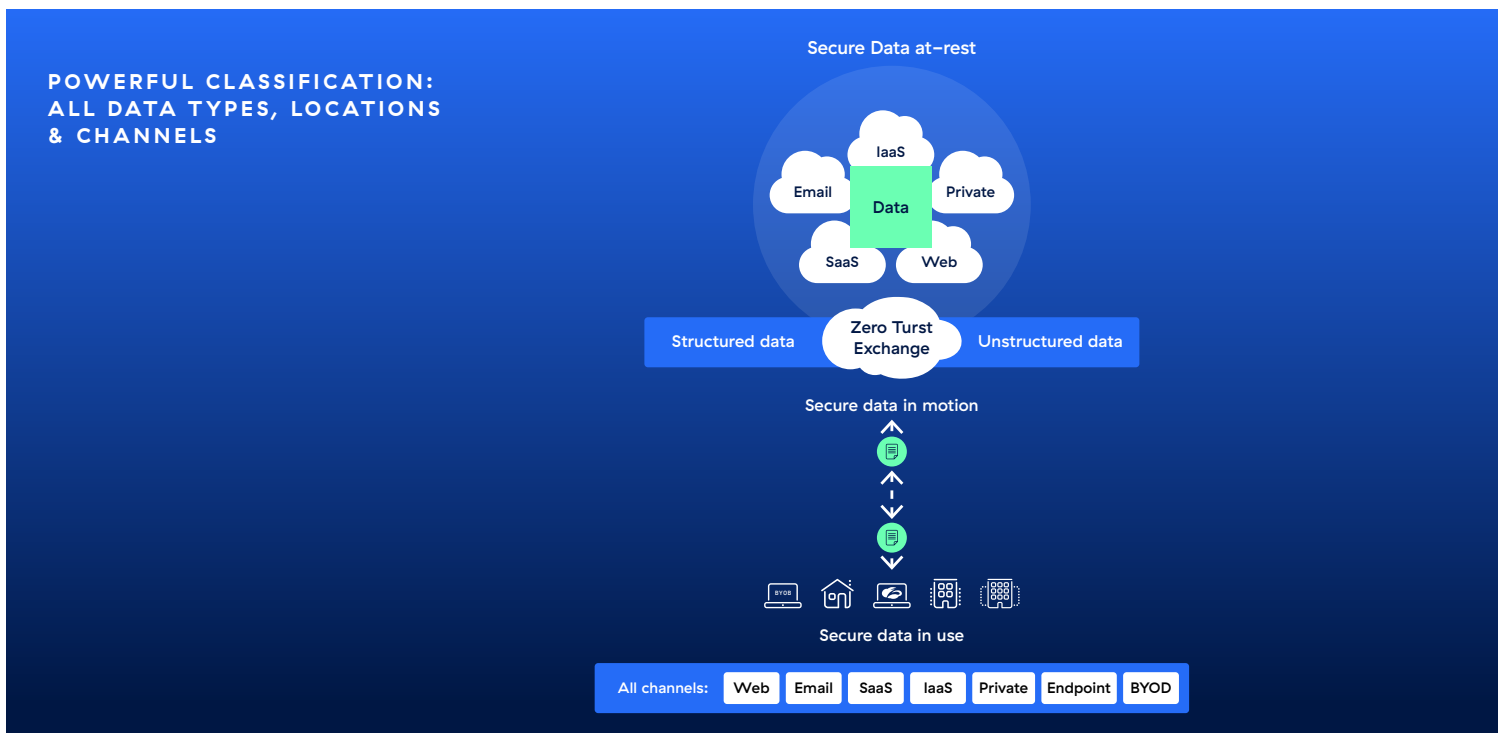 POWERFUL CLASSIFICATION:
ALL DATA TYPES, LOCATIONS
& CHANNELS
Secure Data at-rest
IaaS
Email
Private
Data
SaaS
Web
Structured data
Zero Turst
Exchange
Unstructured data
Secure data in motion
BYOB
Secure data in use
All channels: Web Email SaaS IaaS Private Endpoint BYOD